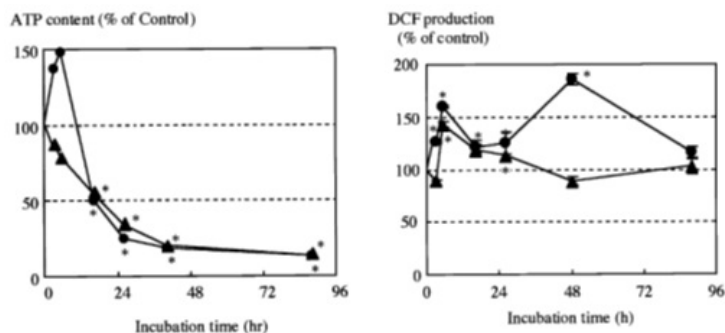 ATP content (% of Control)
150
100
50
0
0 24 48 72 96
Incubation time (hr)
* * * * * * * *
DCF production
(% of control)
200
150
100
50
0
0 24 48 72 96
Incubation time (h)
* * * * * * *